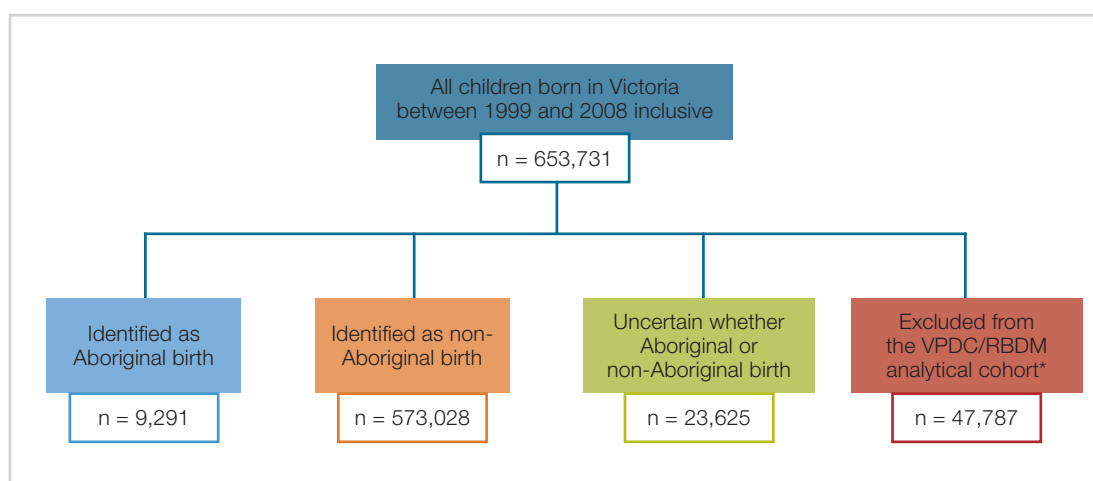 All children born in Victoria
between 1999 and 2008 inclusive
n = 653,731
Identified as
Aboriginal birth
n = 9,291
Identified as non-
Aboriginal birth
n = 573,028
Uncertain whether
Aboriginal or
non-Aboriginal birth
n = 23,625
Excluded from
the VPDC/RBDM
analytical cohort*
n = 47,787